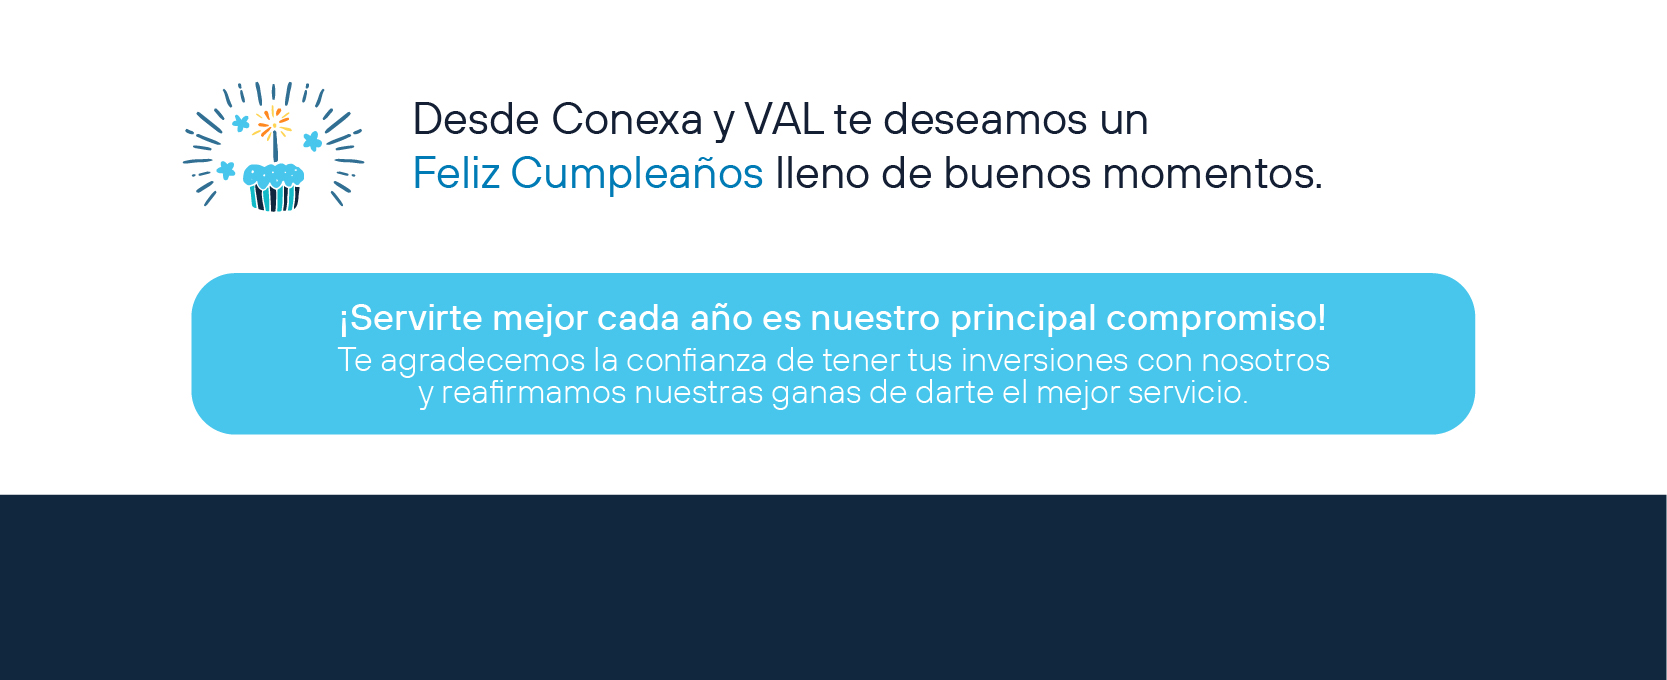 Desde Conexa y VAL te deseamos un
Feliz Cumpleaños lleno de buenos momentos.
¡Servirte mejor cada año es nuestro principal compromiso!
Te agradecemos la confianza de tener tus inversiones con nosotros
y reafirmamos nuestras ganas de darte el mejor servicio.